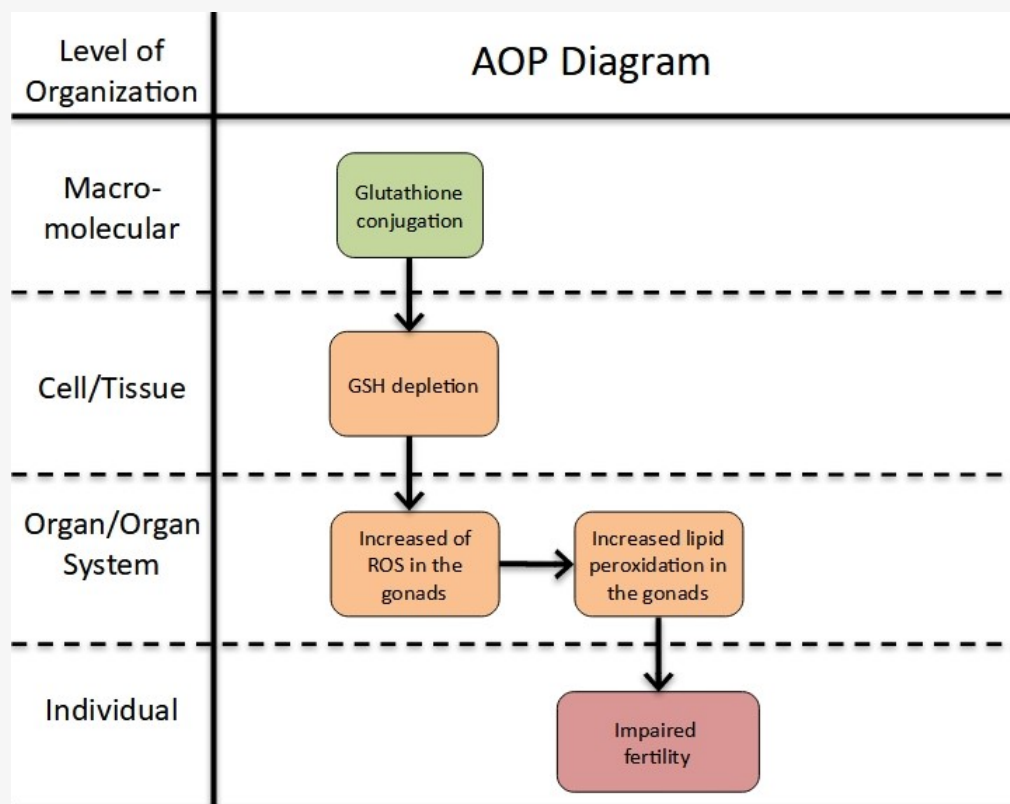 Level of
Organization
AOP Diagram
Macro-
molecular
Glutathione
conjugation
Cell/Tissue
GSH depletion
Organ/Organ
System
Increased of
ROS in the
gonads
Increased lipid
peroxidation in
the gonads
Individual
Impaired
fertility